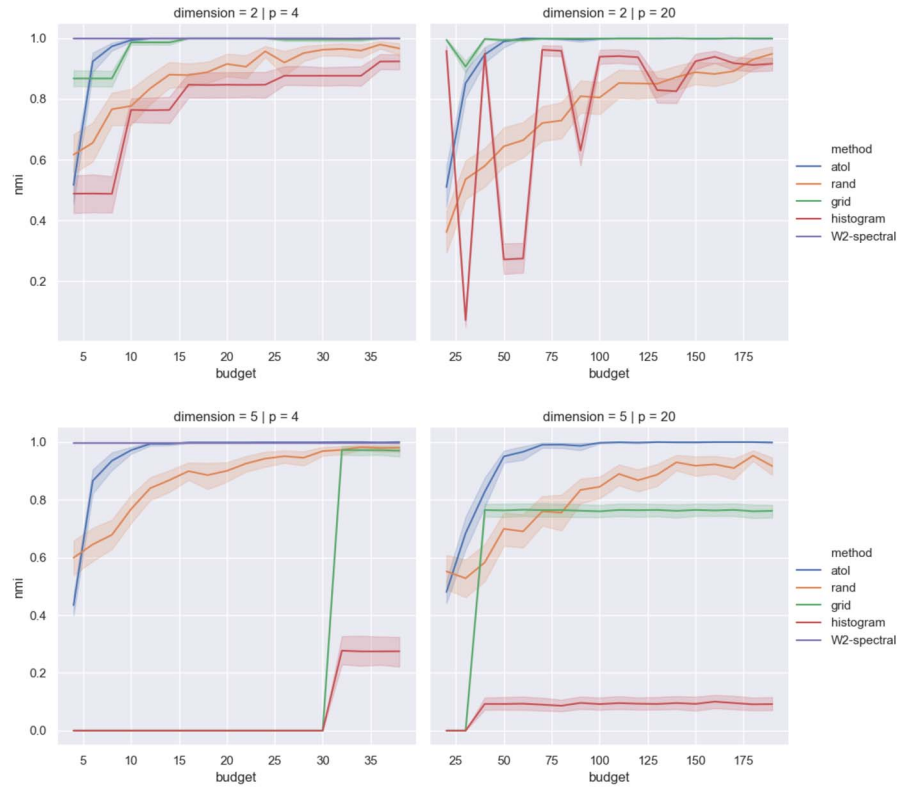 dimension = 2 | p = 4
dimension = 2 | p = 20
1.0
0.8
0.6
0.4
0.2
nmi
5 10 15 20 25 30 35
budget
25 50 75 100 125 150 175
budget
method
atol
rand
grid
histogram
W2-spectral
dimension = 5 | p = 4
dimension = 5 | p = 20
1.0
0.8
0.6
0.4
0.2
0.0
nmi
5 10 15 20 25 30 35
budget
25 50 75 100 125 150 175
budget
method
atol
rand
grid
histogram
W2-spectral